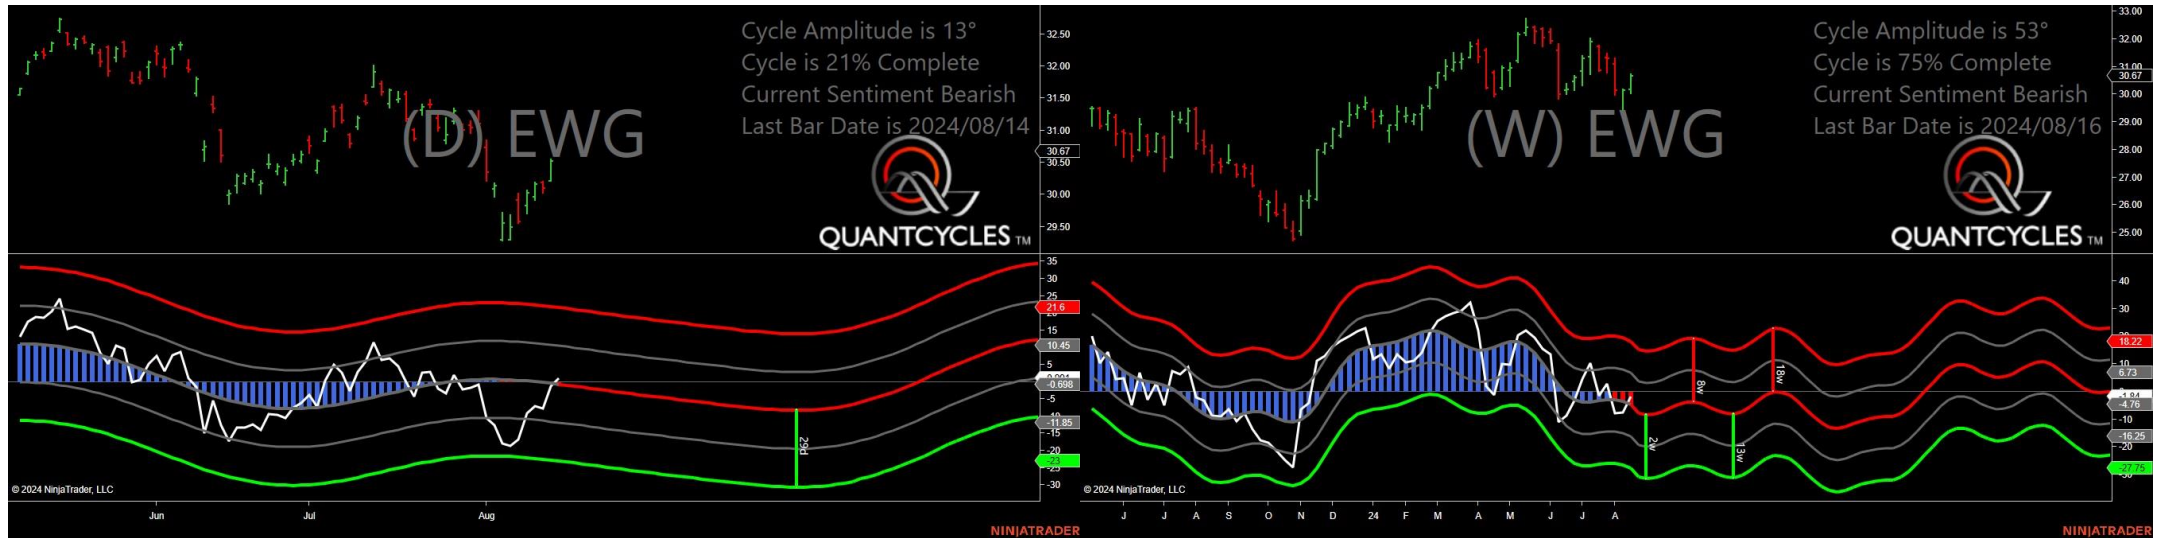 Cycle Amplitude is 13°
Cycle is 21% Complete
Current Sentiment Bearish
Last Bar Date is 2024/08/14
(D) EWG
QUANTCYCLES TM
32.50
32.00
31.50
31.00
30.67
30.50
30.00
29.50
35
30
25
21.6
15
10.45
5
-0.698
-5
-11.85
-15
-20
-23
-30
29d
© 2024 NinjaTrader, LLC
Jun
Jul
Aug
NINJATRADER
Cycle Amplitude is 53°
Cycle is 75% Complete
Current Sentiment Bearish
Last Bar Date is 2024/08/16
(W) EWG
QUANTCYCLES TM
33.00
32.00
31.00
30.67
30.00
29.00
28.00
27.00
26.00
25.00
40
30
18.22
10
6.73
-4.76
-10
-16.25
-20
-27.75
8w
18w
2w
13w
© 2024 NinjaTrader, LLC
J
J
A
S
O
N
D
24
F
M
A
M
J
J
A
NINJATRADER